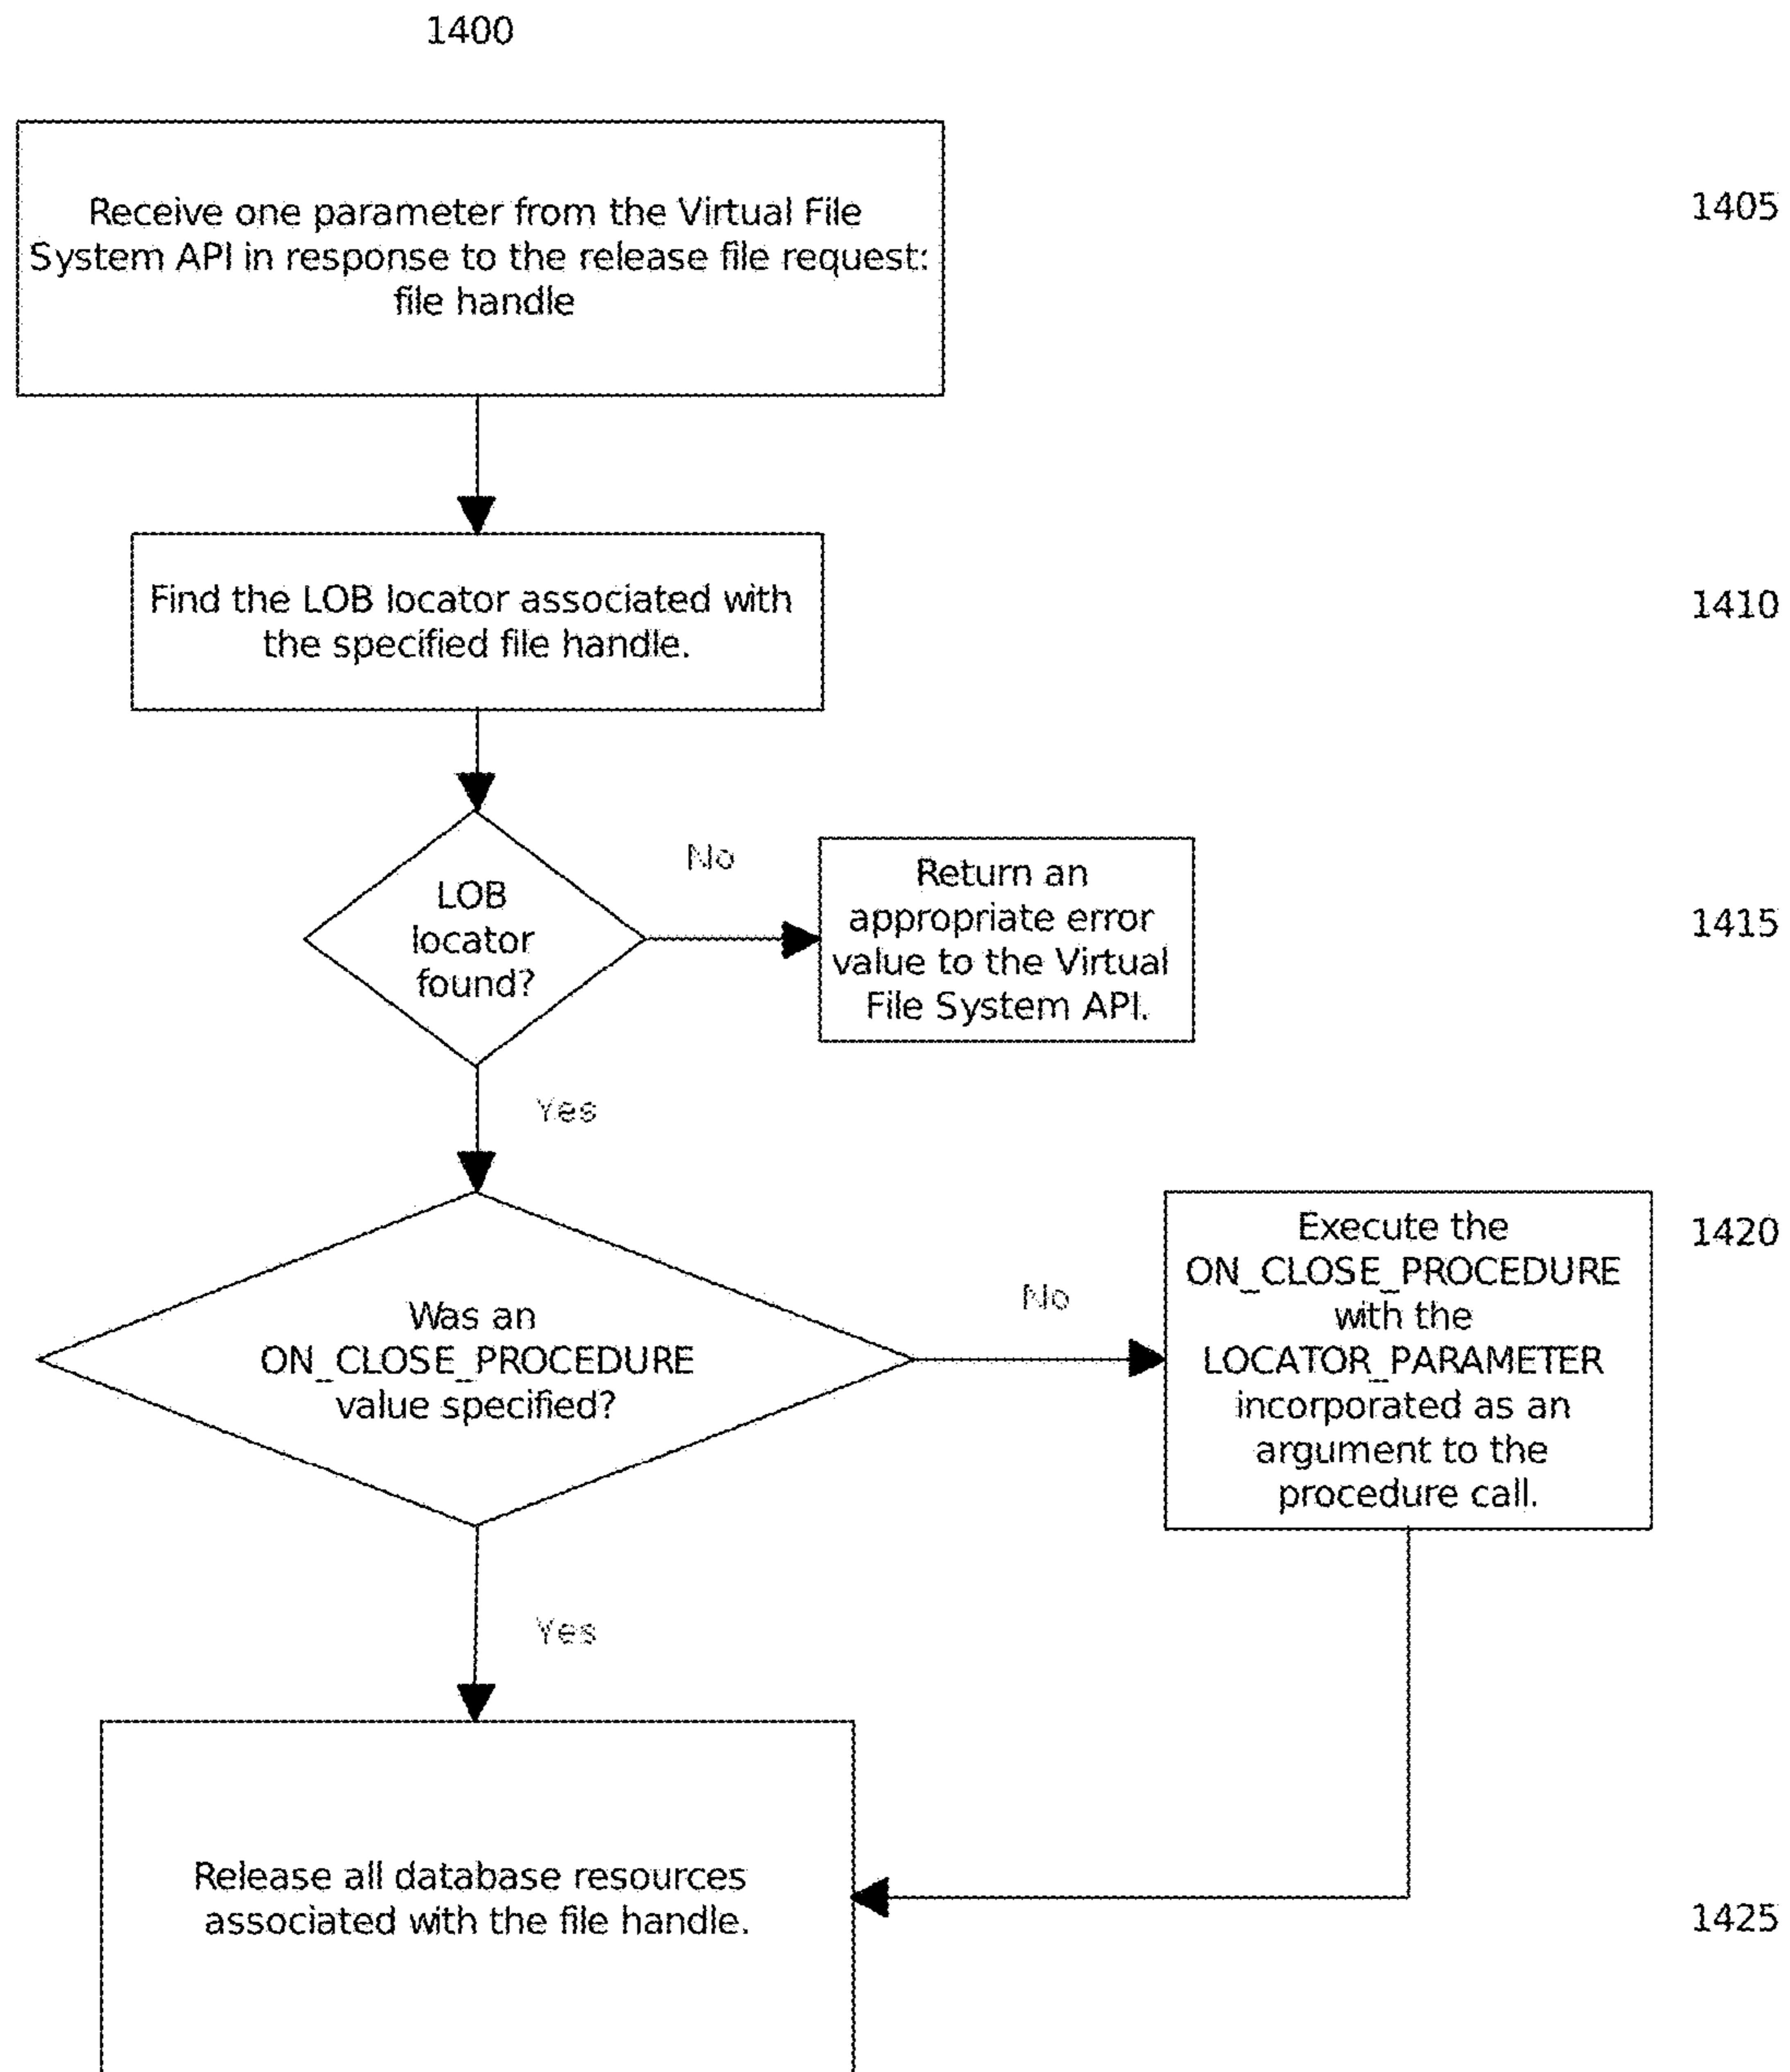 1400
Receive one parameter from the Virtual File
System API in response to the release file request:
file handle
1405
Find the LOB locator associated with
the specified file handle.
1410
LOB
locator
found?
No
Return an
appropriate error
value to the Virtual
File System API.
1415
Yes
Was an
ON_CLOSE_PROCEDURE
value specified?
No
Execute the
ON_CLOSE_PROCEDURE
with the
LOCATOR_PARAMETER
incorporated as an
argument to the
procedure call.
1420
Yes
Release all database resources
associated with the file handle.
1425